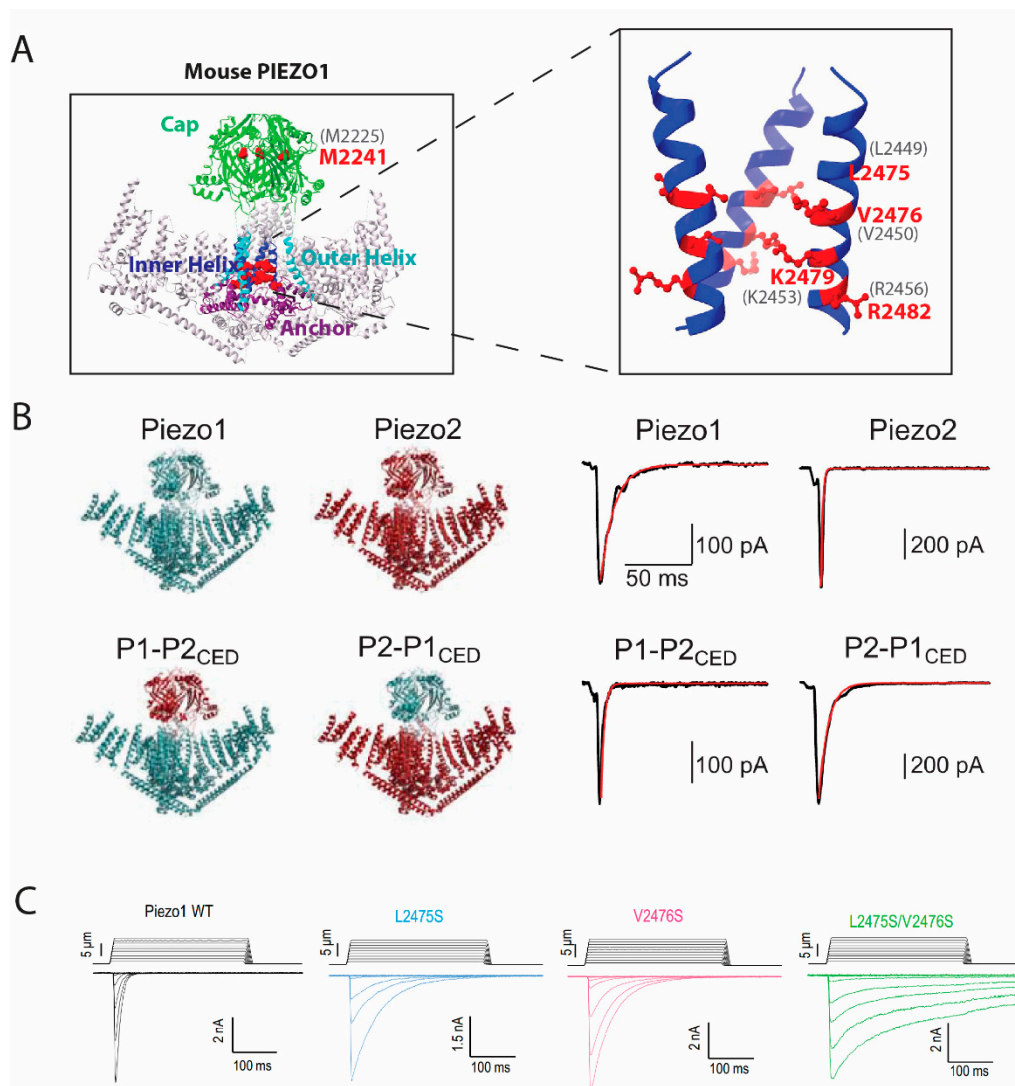 A
Mouse PIEZO1
Cap
(M2225)
M2241
Inner Helix
Outer Helix
Anchor
(L2449)
L2475
V2476
(V2450)
K2479
(K2453)
(R2456)
R2482
B
Piezo1
Piezo2
Piezo1
Piezo2
100 pA
50 ms
200 pA
P1-P2CED
P2-P1CED
P1-P2CED
P2-P1CED
100 pA
200 pA
C
Piezo1 WT
L2475S
V2476S
L2475S/V2476S
5 µm
5 µm
5 µm
5 µm
2 nA
100 ms
1.5 nA
100 ms
2 nA
100 ms
2 nA
100 ms